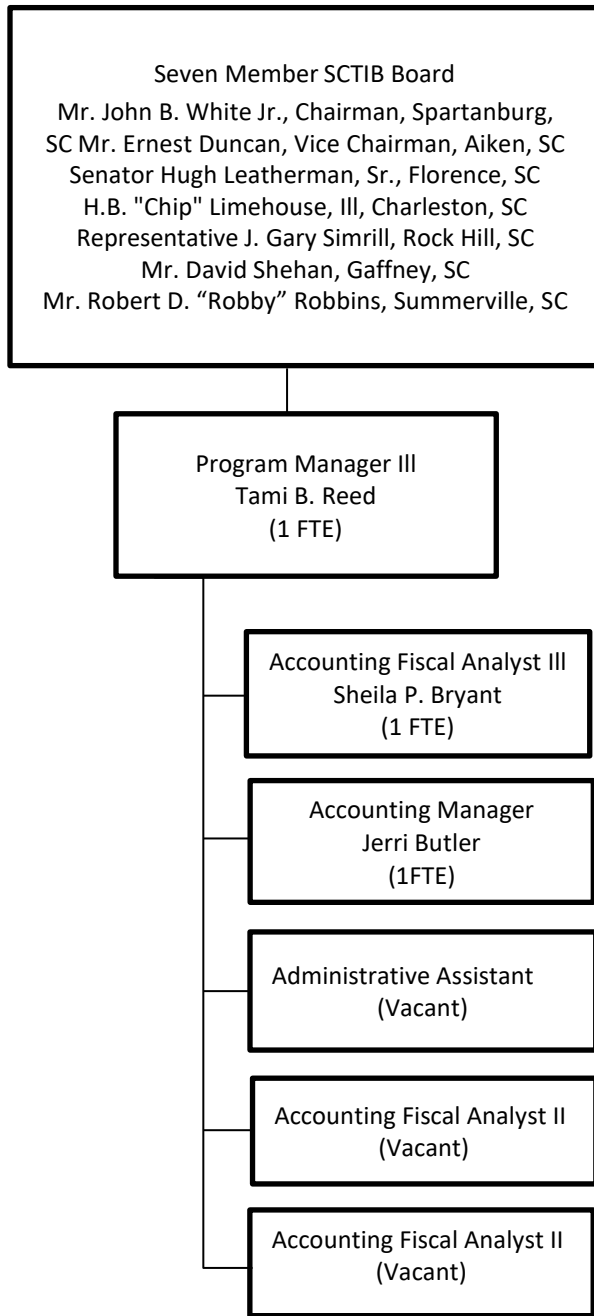 Seven Member SCTIB Board
Mr. John B. White Jr., Chairman, Spartanburg,
SC Mr. Ernest Duncan, Vice Chairman, Aiken, SC
Senator Hugh Leatherman, Sr., Florence, SC
H.B. "Chip" Limehouse, Ill, Charleston, SC
Representative J. Gary Simrill, Rock Hill, SC
Mr. David Shehan, Gaffney, SC
Mr. Robert D. “Robby” Robbins, Summerville, SC
Program Manager Ill
Tami B. Reed
(1 FTE)
Accounting Fiscal Analyst Ill
Sheila P. Bryant
(1 FTE)
Accounting Manager
Jerri Butler
(1FTE)
Administrative Assistant
(Vacant)
Accounting Fiscal Analyst II
(Vacant)
Accounting Fiscal Analyst II
(Vacant)